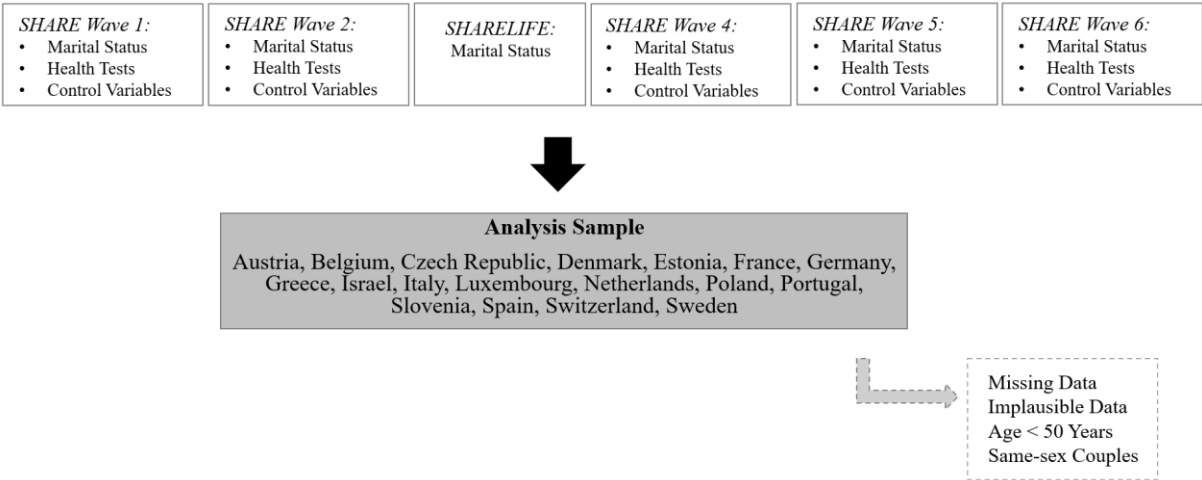 SHARE Wave 1:
• Marital Status
• Health Tests
• Control Variables
SHARE Wave 2:
• Marital Status
• Health Tests
• Control Variables
SHARELIFE:
Marital Status
SHARE Wave 4:
• Marital Status
• Health Tests
• Control Variables
SHARE Wave 5:
• Marital Status
• Health Tests
• Control Variables
SHARE Wave 6:
• Marital Status
• Health Tests
• Control Variables
Analysis Sample
Austria, Belgium, Czech Republic, Denmark, Estonia, France, Germany,
Greece, Israel, Italy, Luxembourg, Netherlands, Poland, Portugal,
Slovenia, Spain, Switzerland, Sweden
Missing Data
Implausible Data
Age < 50 Years
Same-sex Couples